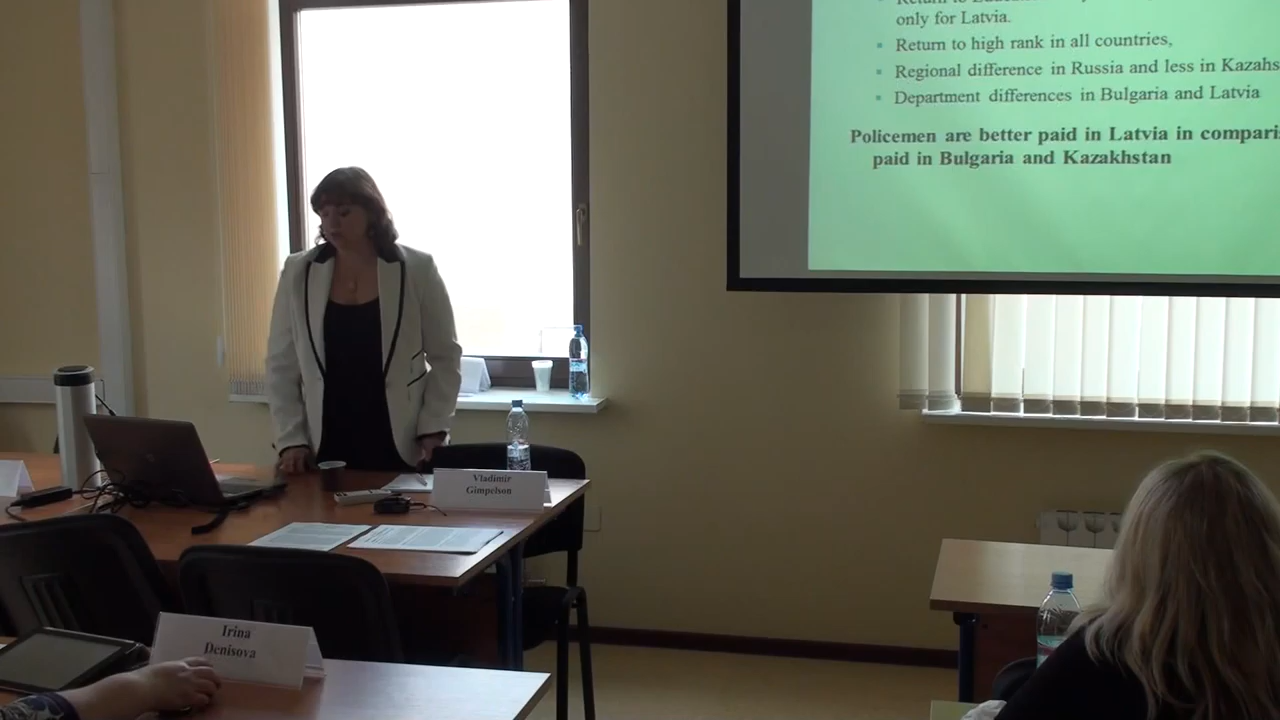 only for Latvia.
Return to high rank in all countries,
Regional difference in Russia and less in Kazahs
Department differences in Bulgaria and Latvia
Policemen are better paid in Latvia in compari
paid in Bulgaria and Kazakhstan
Vladimir
Gimpelson
Irina
Denisova